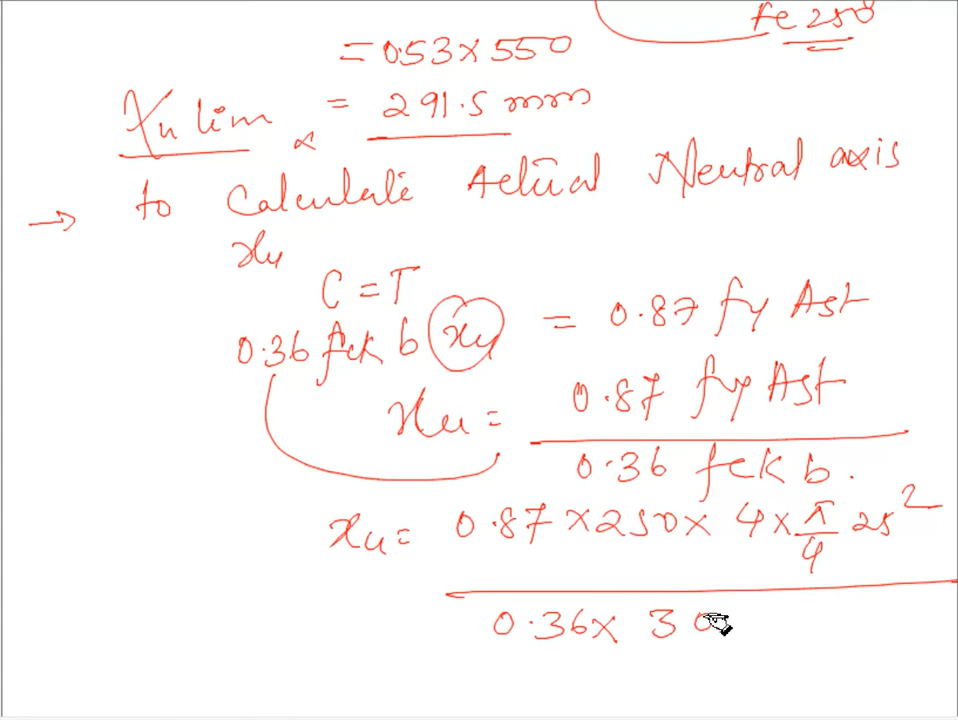 Fe 250
= 0.53 × 550
xu lim = 291.5 mm
→ to Calculate Actual Neutral axis
xu
C = T
0.36 fck b xu = 0.87 fy Ast
xu = 0.87 fy Ast
0.36 fck b.
xu = 0.87 × 250 × 4 × π/4 25²
0.36 × 30